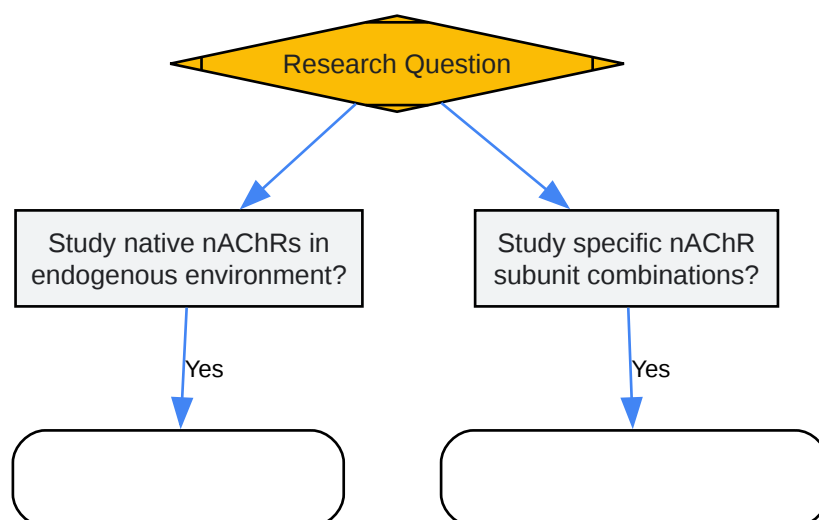 Research Question
Study native nAChRs in
endogenous environment?
Study specific nAChR
subunit combinations?
Yes
Yes